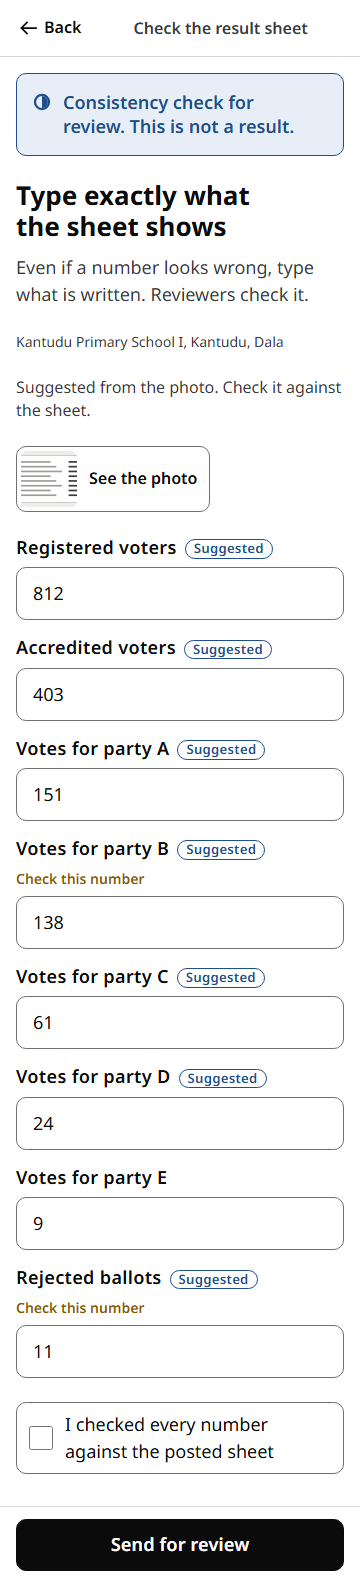 Back
Check the result sheet
Consistency check for
review. This is not a result.
Type exactly what
the sheet shows
Even if a number looks wrong, type
what is written. Reviewers check it.
Kantudu Primary School I, Kantudu, Dala
Suggested from the photo. Check it against
the sheet.
See the photo
Registered voters Suggested
812
Accredited voters Suggested
403
Votes for party A Suggested
151
Votes for party B Suggested
Check this number
138
Votes for party C Suggested
61
Votes for party D Suggested
24
Votes for party E
9
Rejected ballots Suggested
Check this number
11
I checked every number
against the posted sheet
Send for review